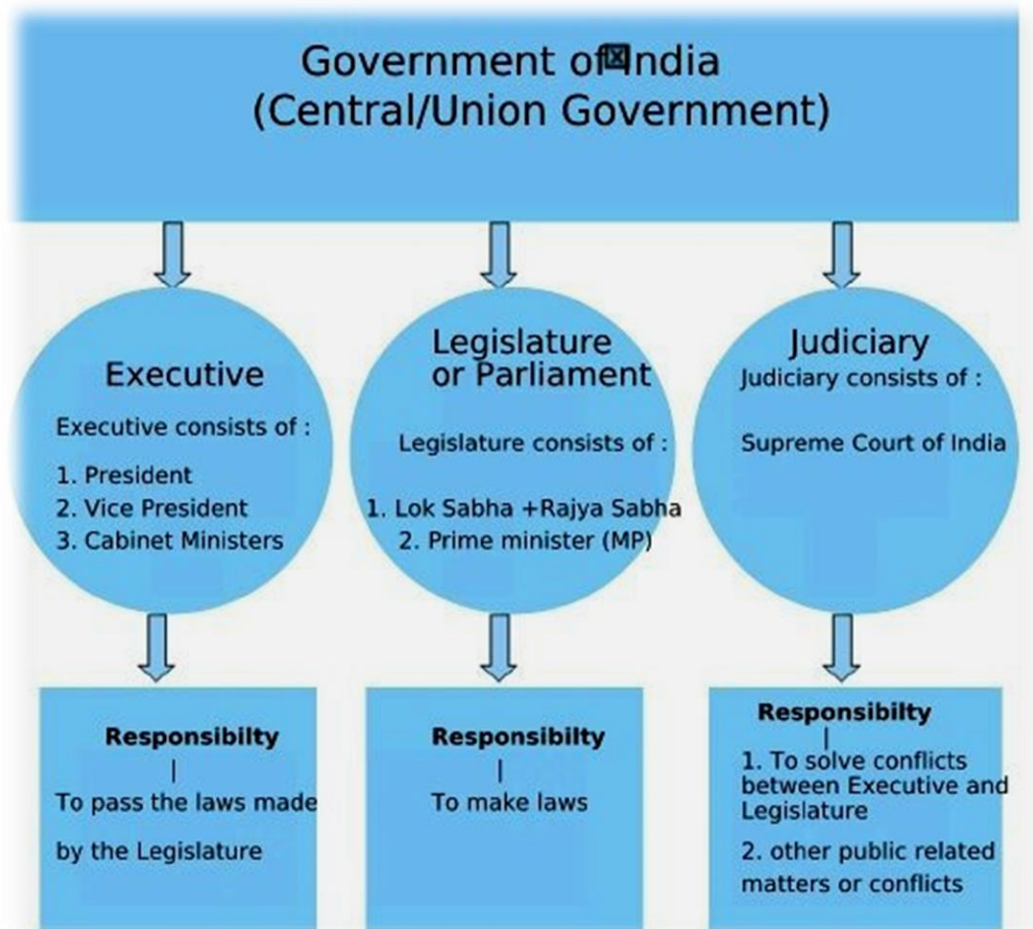 Government of India
(Central/Union Government)
Executive
Executive consists of :
1. President
2. Vice President
3. Cabinet Ministers
Legislature
or Parliament
Legislature consists of :
1. Lok Sabha +Rajya Sabha
2. Prime minister (MP)
Judiciary
Judiciary consists of :
Supreme Court of India
Responsibilty
To pass the laws made
by the Legislature
Responsibilty
To make laws
Responsibilty
1. To solve conflicts
between Executive and
Legislature
2. other public related
matters or conflicts